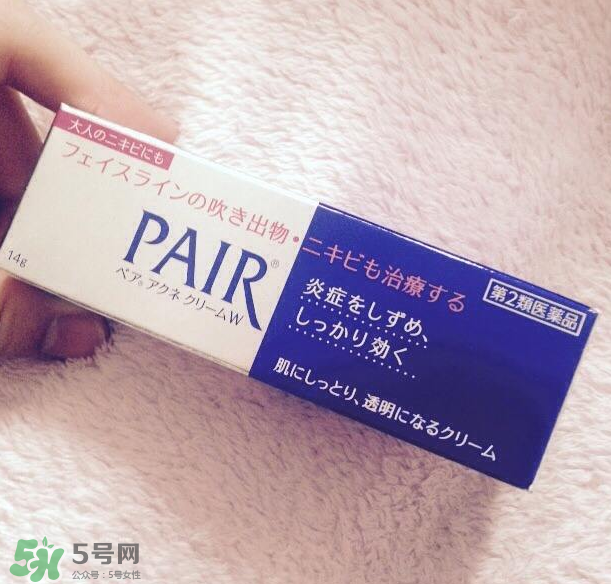 大人のニキビにも
フェイスラインの吹き出物・ニキビも治療する
PAIR®
ペア® アクネ クリームW
14g
第2類医薬品
炎症をしずめ、
しっかり効く
肌にしっとり、透明になるクリーム
5号网
公众号:5号女性